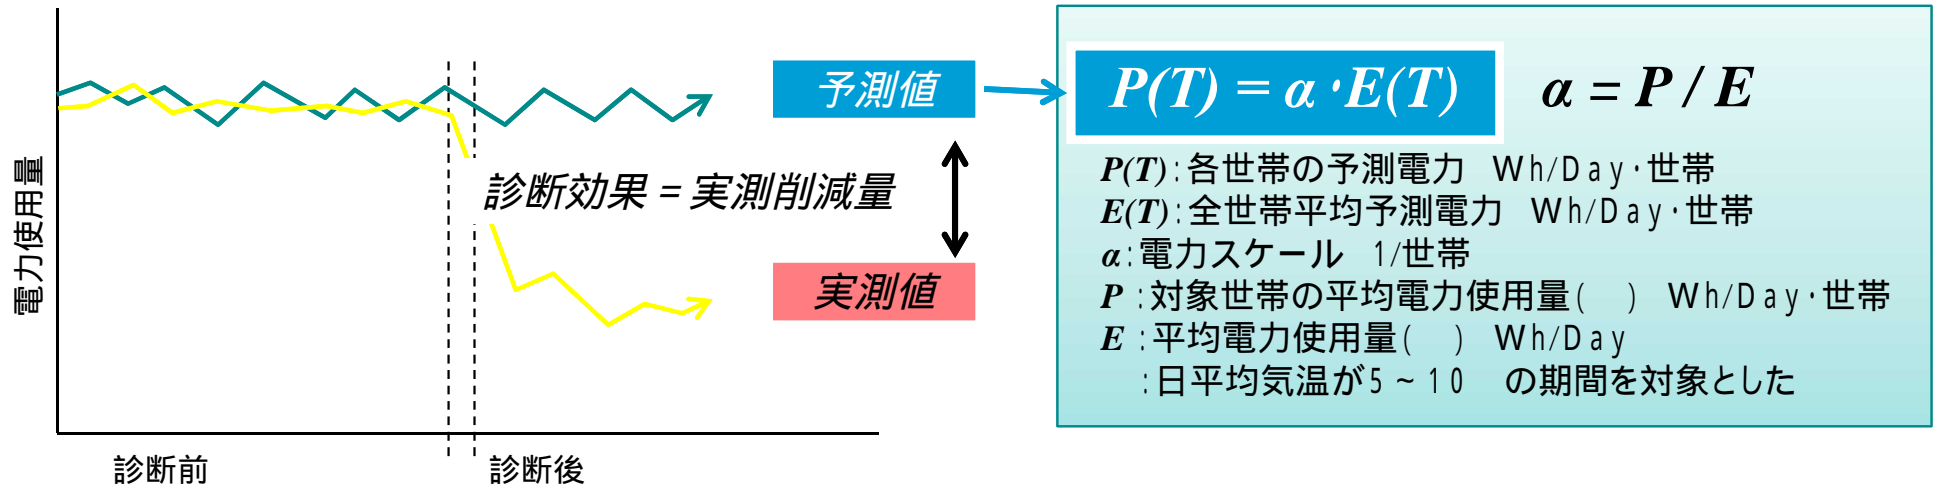 電力使用量
診断前
診断後
診断効果 = 実測削減量
予測値
実測値
P(T) = α·E(T)
α = P / E
P(T):各世帯の予測電力 Wh/Day･世帯
E(T):全世帯平均予測電力 Wh/Day･世帯
α:電力スケール 1/世帯
P :対象世帯の平均電力使用量( ) Wh/Day･世帯
E :平均電力使用量( ) Wh/Day
:日平均気温が5 ~ 10 の期間を対象とした